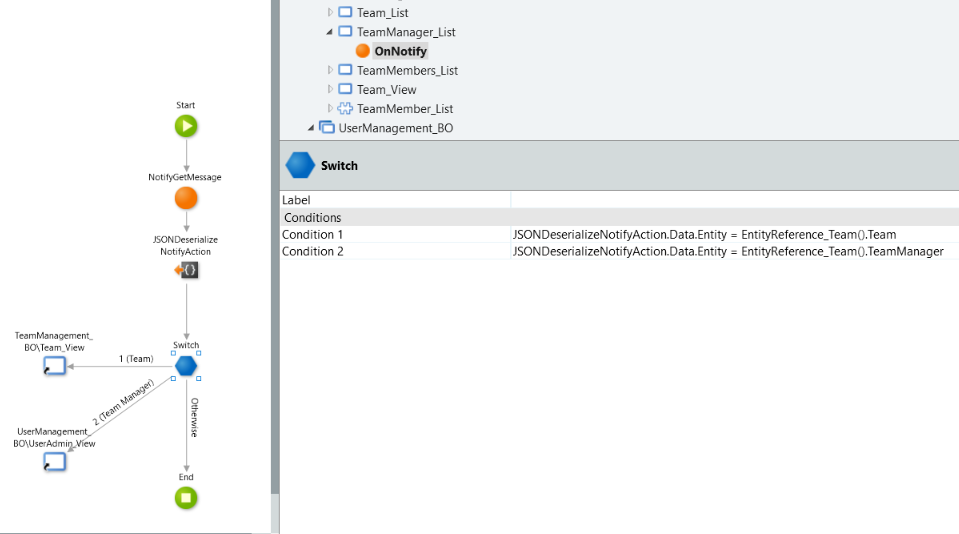 Start
NotifyGetMessage
JSONDeserialize
NotifyAction
Switch
TeamManagement_
BO\Team_View
1 (Team)
2 (Team Manager)
Otherwise
UserManagement_
BO\UserAdmin_View
End
Team_List
TeamManager_List
OnNotify
TeamMembers_List
Team_View
TeamMember_List
UserManagement_BO
Switch
Label
Conditions
Condition 1 JSONDeserializeNotifyAction.Data.Entity = EntityReference_Team().Team
Condition 2 JSONDeserializeNotifyAction.Data.Entity = EntityReference_Team().TeamManager